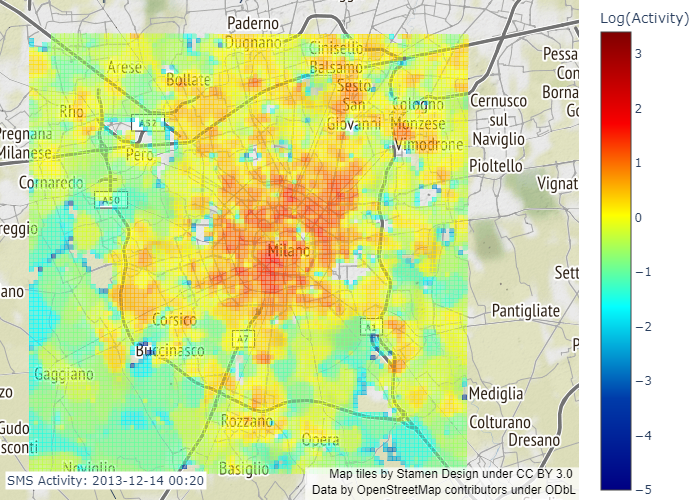 Log(Activity)
Paderno
Dugnano
Cinisello
Balsamo
Arese
Bollate
Sesto
San
Giovanni
Pessa
Con
Borna
Go
Rho
A52
Cologno
Monzese
Vimodrone
Cernusco
sul
Naviglio
Pregnana
Milanese
Pero
Pioltello
Cornaredo
Vignat
A50
reggio
Milano
Sett
ano
Corsico
Pantigliate
A7
A1
Buccinasco
P
Gaggiano
zo
Mediglia
Gudo
sconti
Rozzano
Colturano
Dresano
Opera
Noviglio
Basiglio
3
2
1
0
−1
−2
−3
−4
−5
SMS Activity: 2013-12-14 00:20
Map tiles by Stamen Design under CC BY 3.0
Data by OpenStreetMap contributors under ODbL